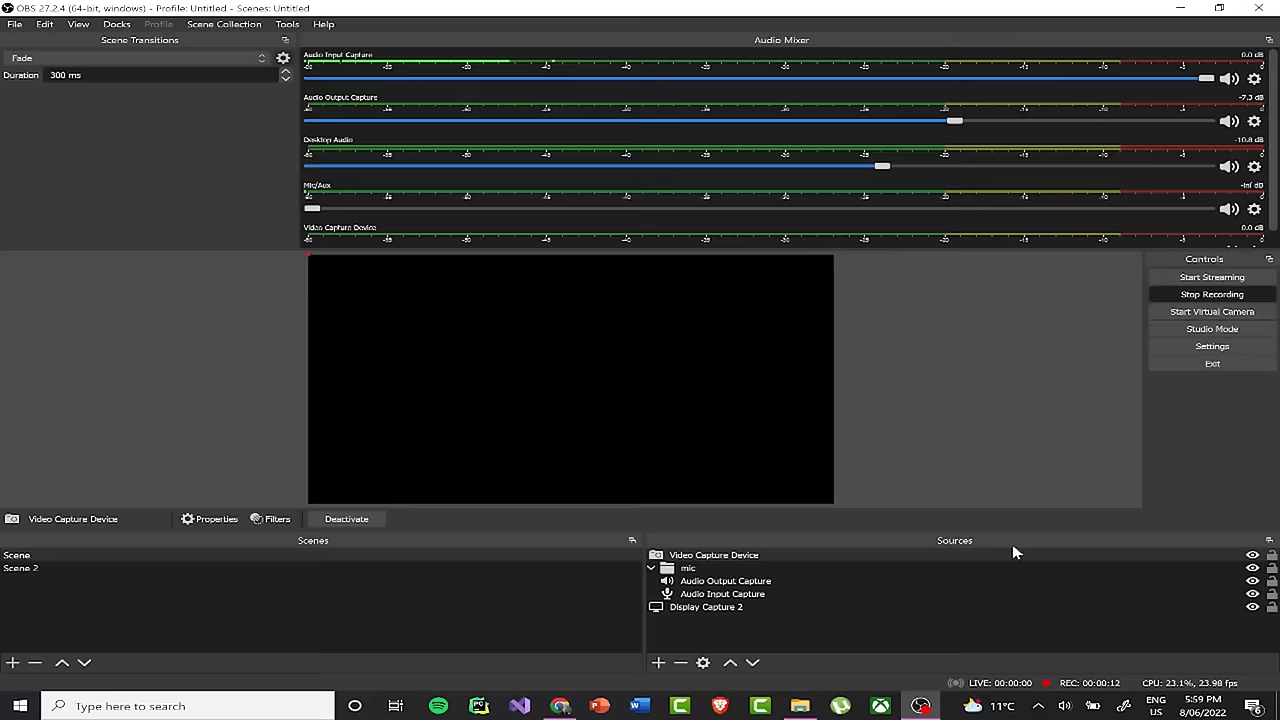 OBS 27.2.4 (64-bit, windows) - Profile: Untitled - Scenes: Untitled
File Edit View Docks Profile Scene Collection Tools Help
Scene Transitions
Fade
Duration 300 ms
Audio Mixer
Audio Input Capture 0.0 dB
Audio Output Capture -7.3 dB
Desktop Audio -10.8 dB
Mic/Aux -inf dB
Video Capture Device 0.0 dB
Controls
Start Streaming
Stop Recording
Start Virtual Camera
Studio Mode
Settings
Exit
Video Capture Device Properties Filters Deactivate
Scenes
Scene
Scene 2
Sources
Video Capture Device
mic
Audio Output Capture
Audio Input Capture
Display Capture 2
LIVE: 00:00:00 REC: 00:00:12 CPU: 23.1%, 23.98 fps
Type here to search
11°C
ENG
US
5:59 PM
8/06/2022
6